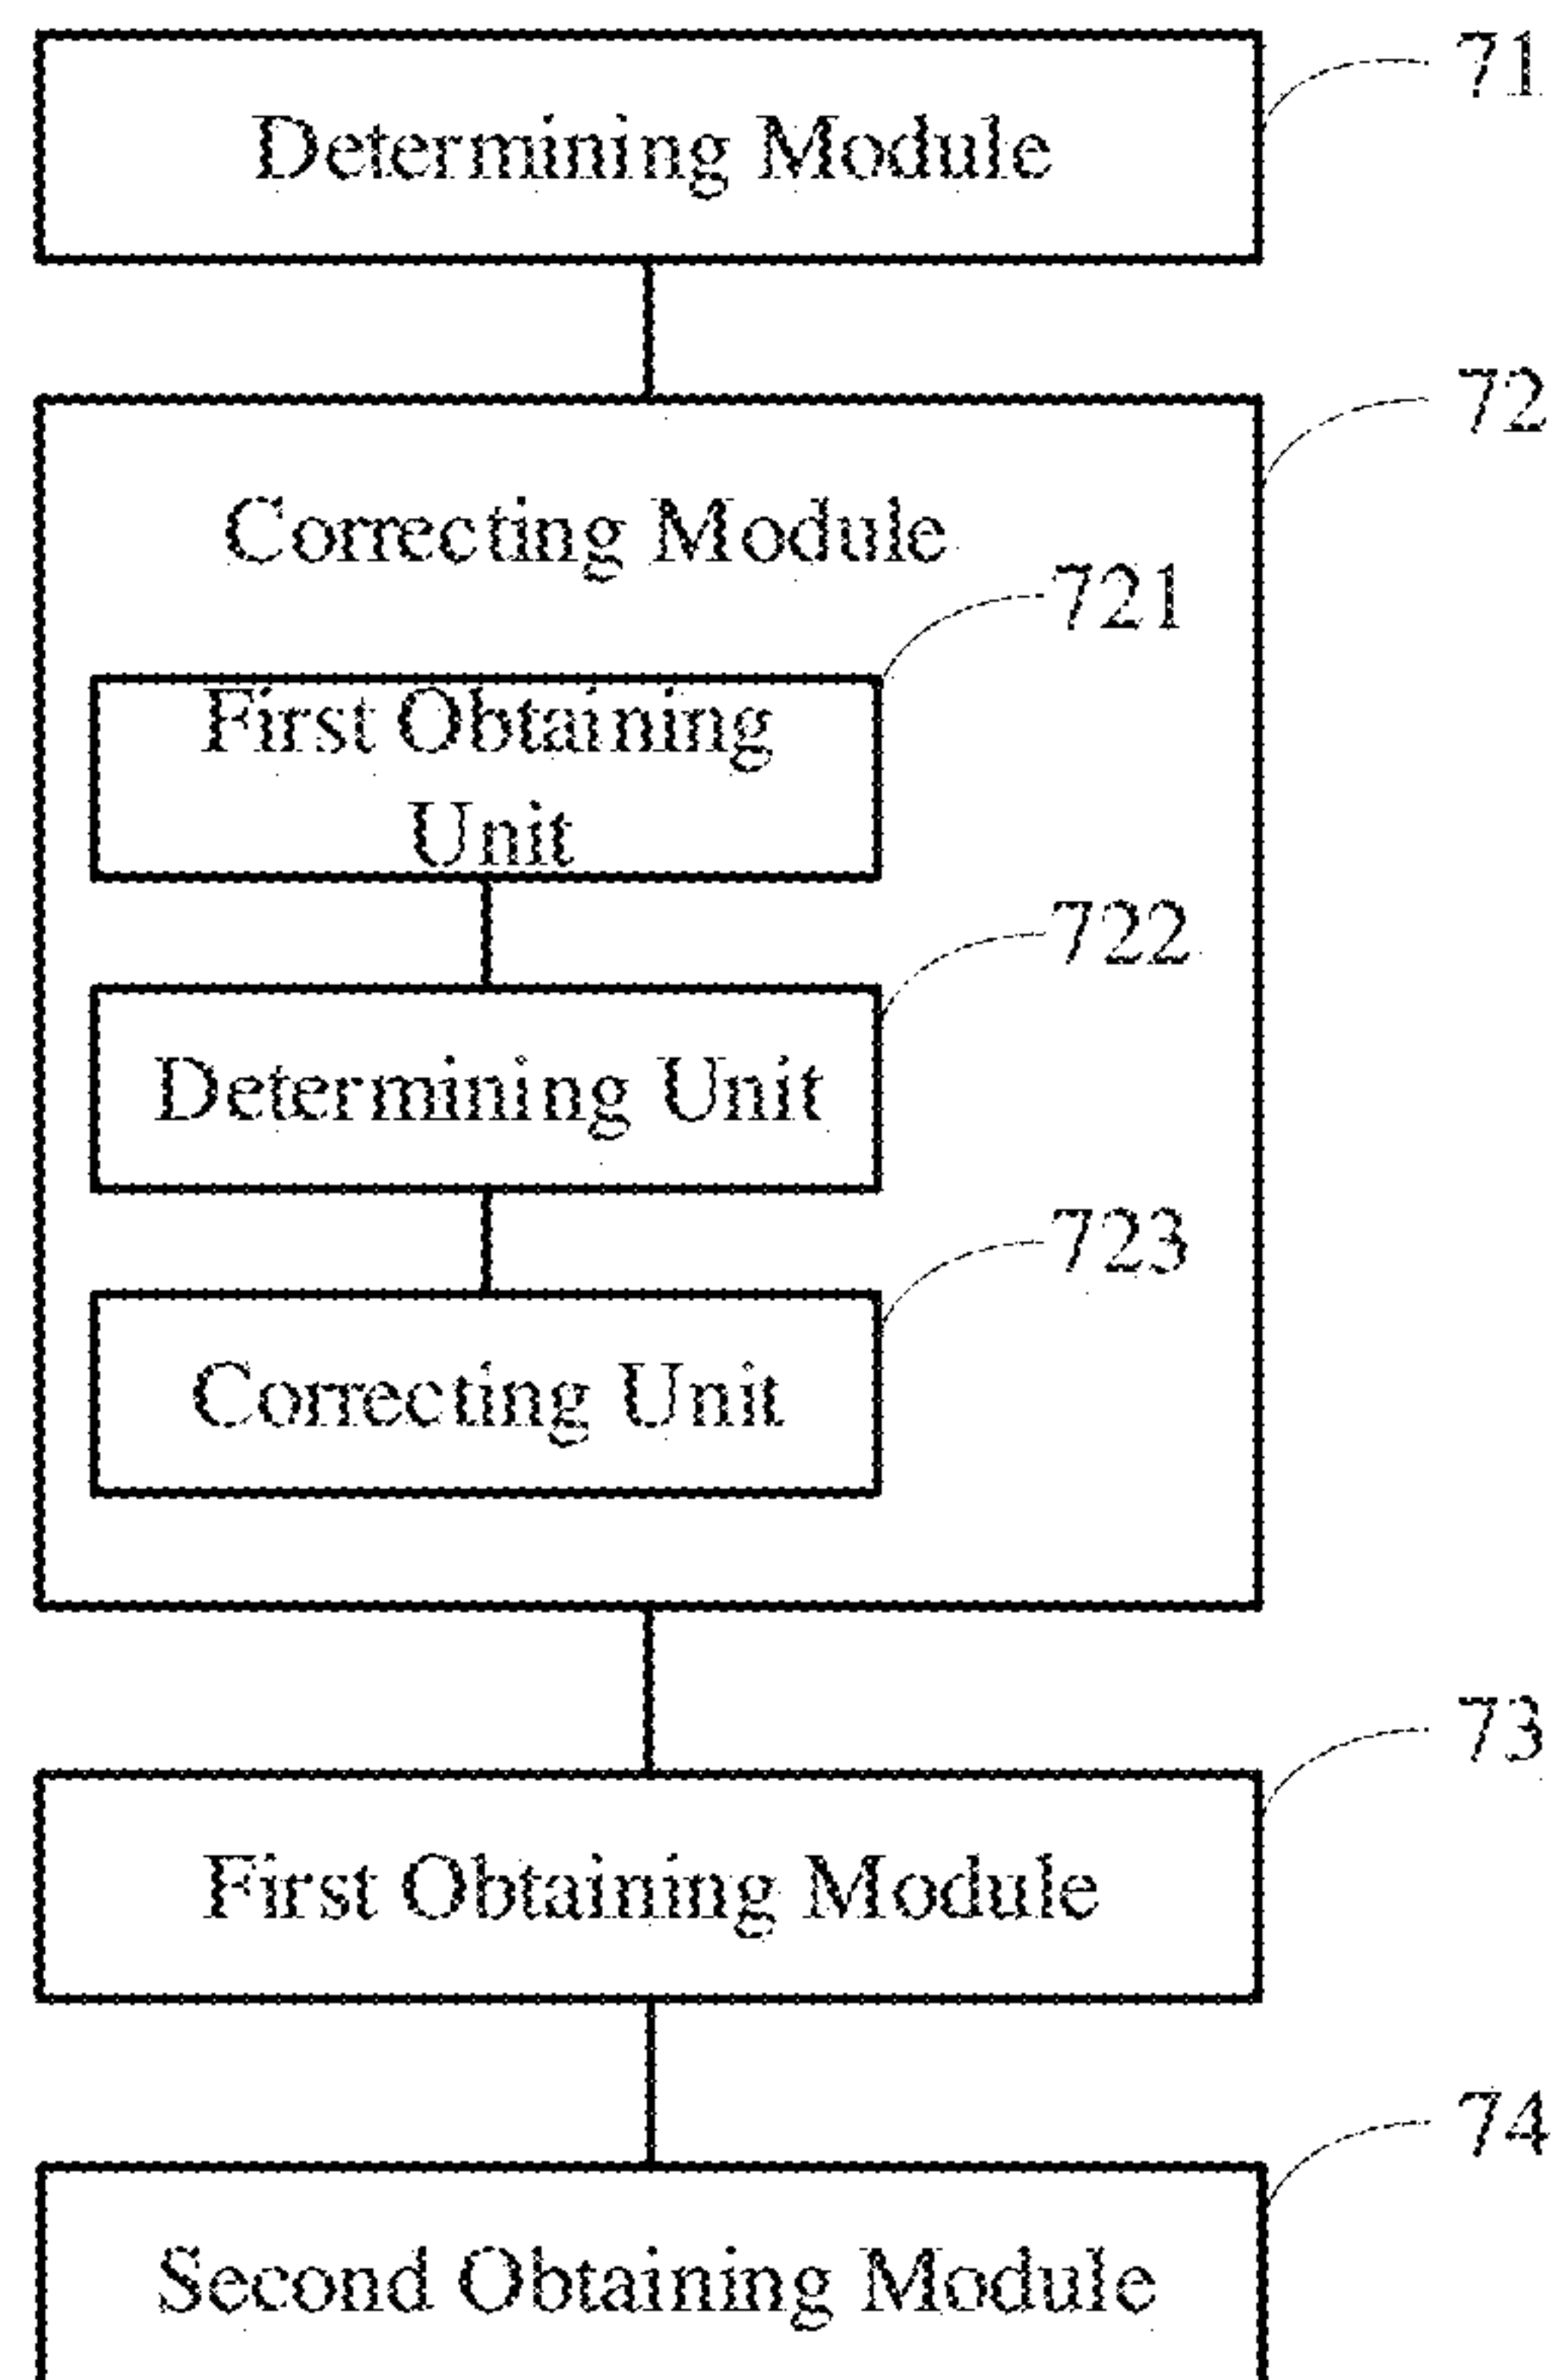 71
Determining Module
72
Correcting Module
721
First Obtaining
Unit
722
Determining Unit
723
Correcting Unit
73
First Obtaining Module
74
Second Obtaining Module